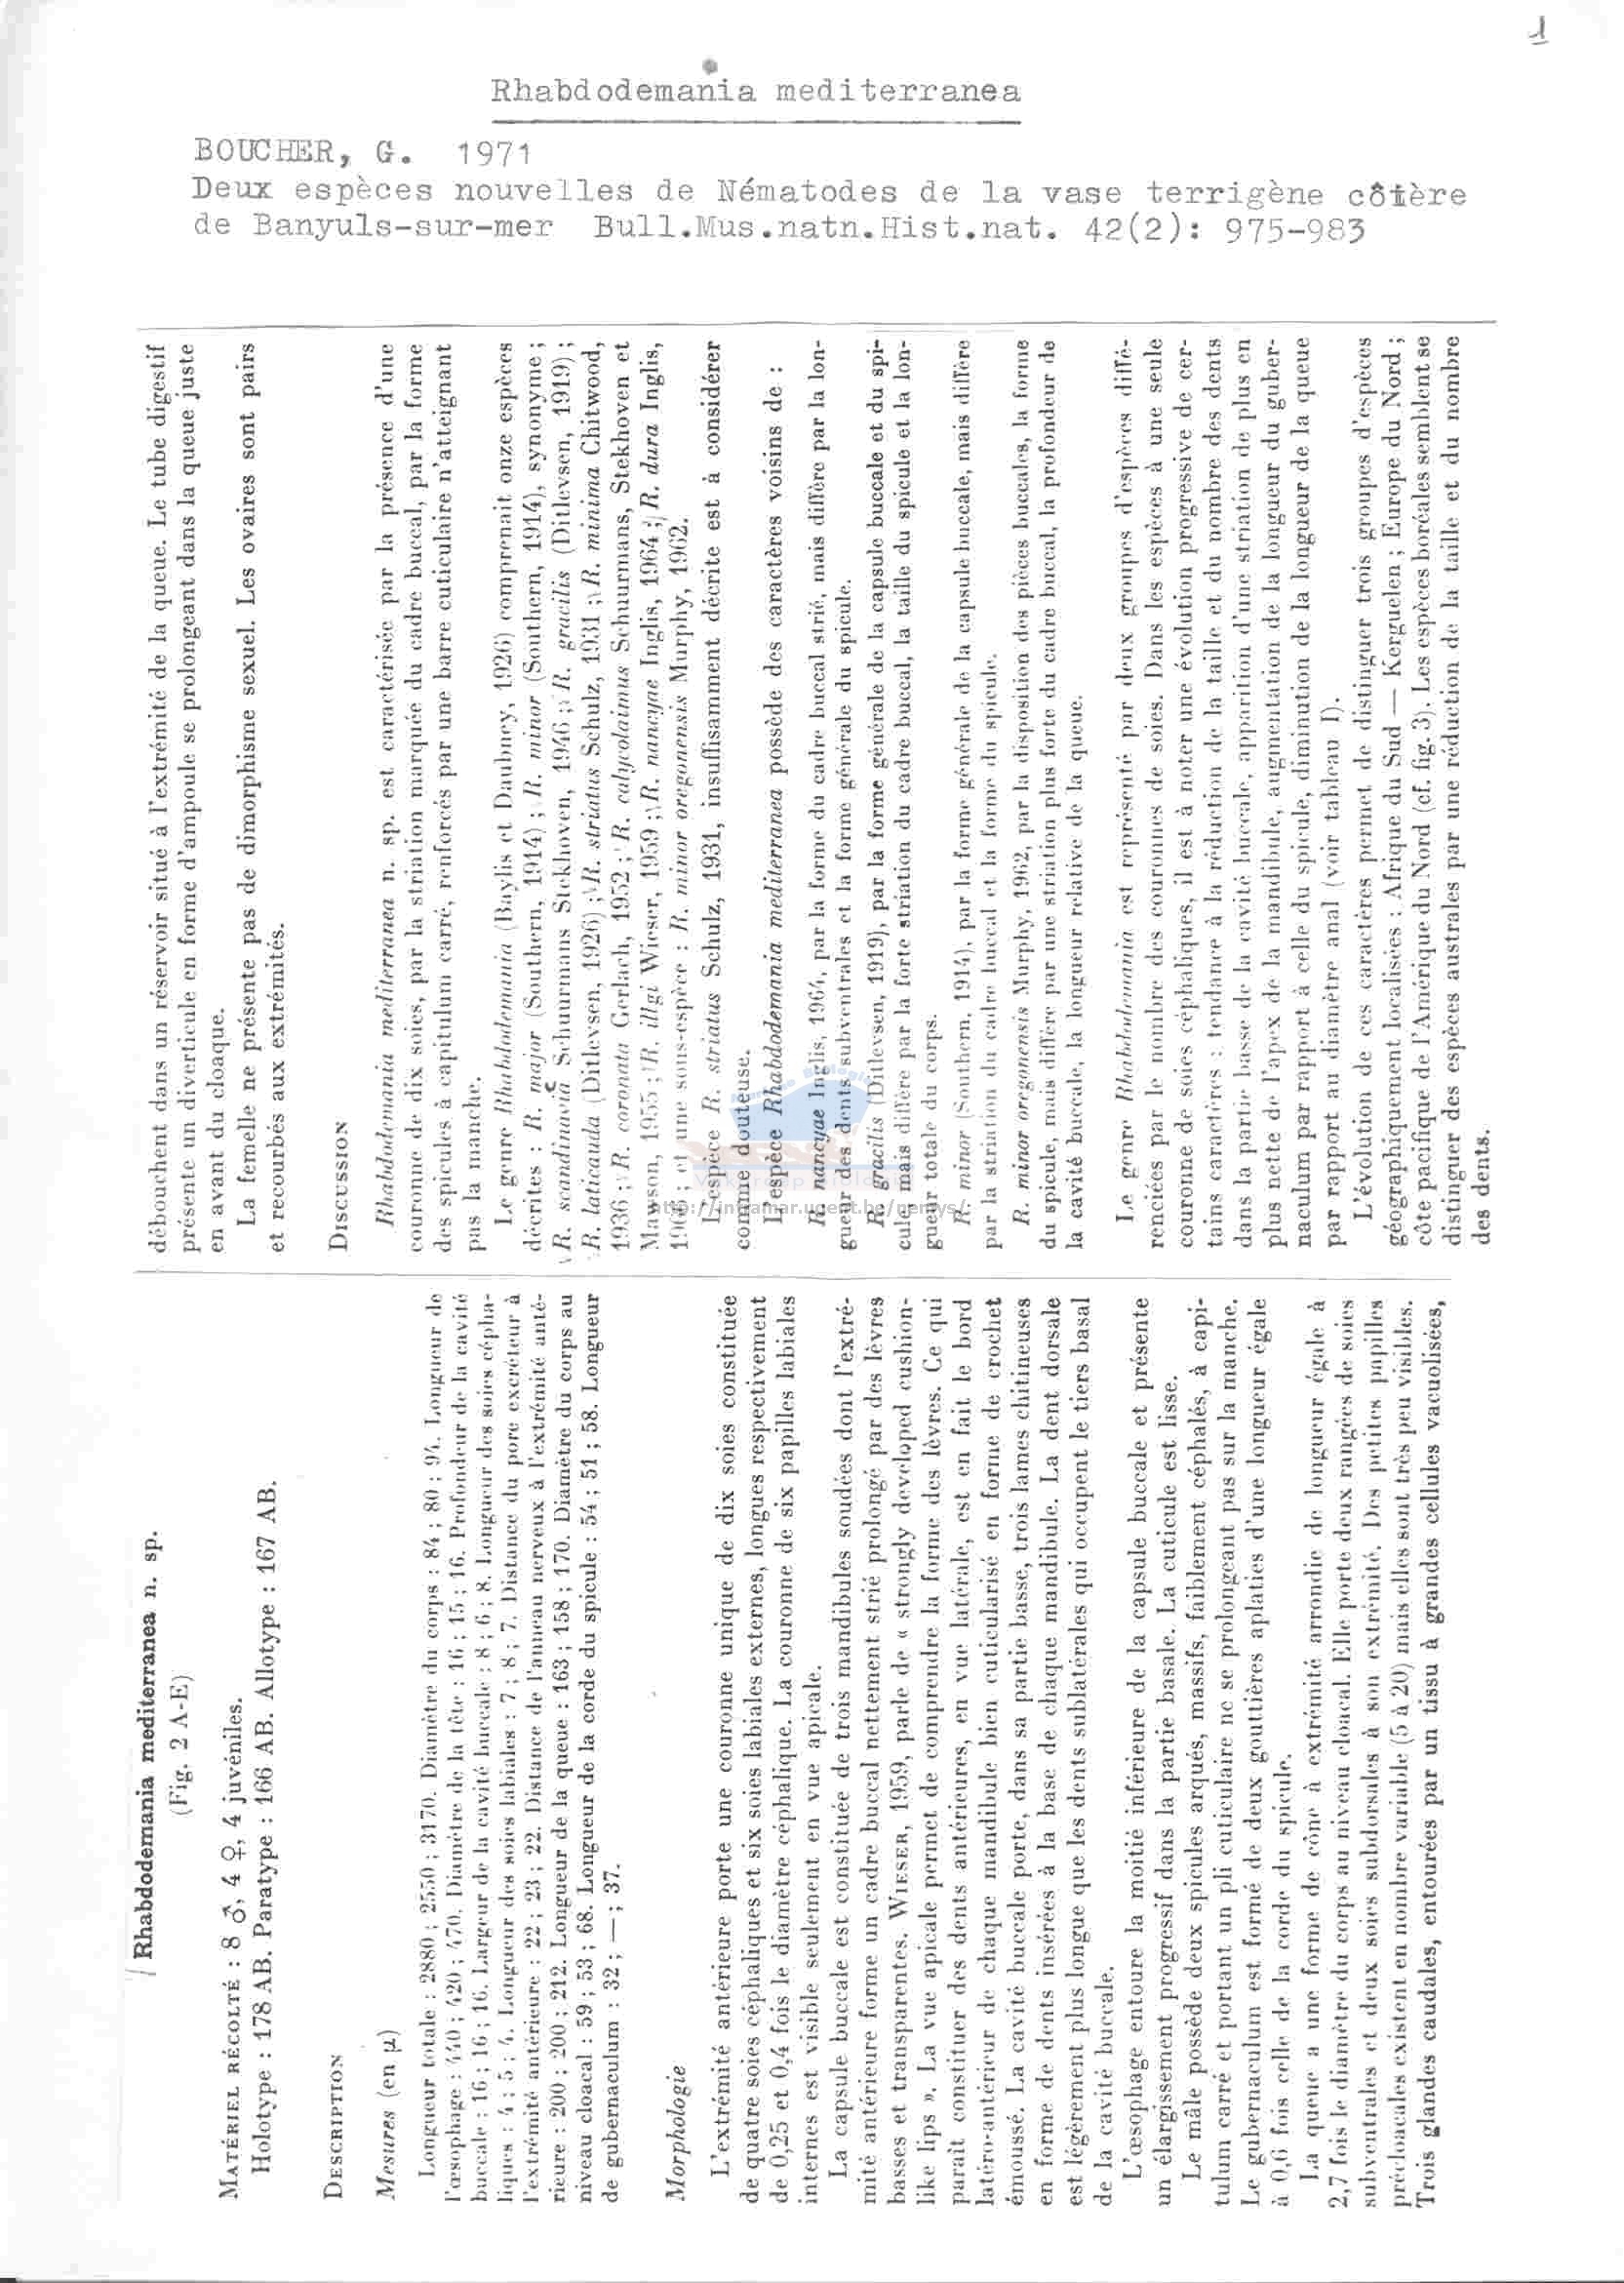 1
Rhabdodemania mediterranea
BOUCHER, G. 1971
Deux espèces nouvelles de Nématodes de la vase terrigène côtière
de Banyuls-sur-mer Bull.Mus.natn.Hist.nat. 42(2): 975-983
Rhabdodemania mediterranea n. sp.
(Fig. 2 A-E)
MATÉRIEL RÉCOLTÉ : 8 ♂, 4 ♀, 4 juvéniles.
Holotype : 178 AB. Paratype : 166 AB. Allotype : 167 AB.
DESCRIPTION
Mesures (en µ)
Longueur totale : 2880 ; 2550 ; 3170. Diamètre du corps : 84 ; 80 ; 94. Longueur de
l'œsophage : 440 ; 420 ; 470. Diamètre de la tête : 16 ; 15 ; 16. Profondeur de la cavité
buccale : 16 ; 16 ; 16. Largeur de la cavité buccale : 8 ; 6 ; 8. Longueur des soies cépha-
liques : 4 ; 5 ; 4. Longueur des soies labiales : 7 ; 8 ; 7. Distance du pore excréteur à
l'extrémité antérieure : 22 ; 23 ; 22. Distance de l'anneau nerveux à l'extrémité anté-
rieure : 200 ; 200 ; 212. Longueur de la queue : 163 ; 158 ; 170. Diamètre du corps au
niveau cloacal : 59 ; 53 ; 68. Longueur de la corde du spicule : 54 ; 51 ; 58. Longueur
de gubernaculum : 32 ; — ; 37.
Morphologie
L'extrémité antérieure porte une couronne unique de dix soies constituée
de quatre soies céphaliques et six soies labiales externes, longues respectivement
de 0,25 et 0,4 fois le diamètre céphalique. La couronne de six papilles labiales
internes est visible seulement en vue apicale.
La capsule buccale est constituée de trois mandibules soudées dont l'extré-
mité antérieure forme un cadre buccal nettement strié prolongé par des lèvres
basses et transparentes. WIESER, 1959, parle de « strongly developed cushion-
like lips ». La vue apicale permet de comprendre la forme des lèvres. Ce qui
paraît constituer des dents antérieures, en vue latérale, est en fait le bord
latéro-antérieur de chaque mandibule bien cuticularisé en forme de crochet
émoussé. La cavité buccale porte, dans sa partie basse, trois lames chitineuses
en forme de dents insérées à la base de chaque mandibule. La dent dorsale
est légèrement plus longue que les dents sublatérales qui occupent le tiers basal
de la cavité buccale.
L'œsophage entoure la moitié inférieure de la capsule buccale et présente
un élargissement progressif dans la partie basale. La cuticule est lisse.
Le mâle possède deux spicules arqués, massifs, faiblement céphalés, à capi-
tulum carré et portant un pli cuticulaire ne se prolongeant pas sur la manche.
Le gubernaculum est formé de deux gouttières aplaties d'une longueur égale
à 0,6 fois celle de la corde du spicule.
La queue a une forme de cône à extrémité arrondie de longueur égale à
2,7 fois le diamètre du corps au niveau cloacal. Elle porte deux rangées de soies
subventrales et deux soies subdorsales à son extrémité. Des petites papilles
précloacales existent en nombre variable (5 à 20) mais elles sont très peu visibles.
Trois glandes caudales, entourées par un tissu à grandes cellules vacuolisées,
débouchent dans un réservoir situé à l'extrémité de la queue. Le tube digestif
présente un diverticule en forme d'ampoule se prolongeant dans la queue juste
en avant du cloaque.
La femelle ne présente pas de dimorphisme sexuel. Les ovaires sont pairs
et recourbés aux extrémités.
DISCUSSION
Rhabdodemania mediterranea n. sp. est caractérisée par la présence d'une
couronne de dix soies, par la striation marquée du cadre buccal, par la forme
des spicules à capitulum carré, renforcés par une barre cuticulaire n'atteignant
pas la manche.
Le genre Rhabdodemania (Baylis et Daubney, 1926) comprenait onze espèces
décrites : R. major (Southern, 1914) ; R. minor (Southern, 1914), synonyme ;
R. scandinavica Schuurmans Stekhoven, 1946 ; R. gracilis (Ditlevsen, 1919) ;
R. laticauda (Ditlevsen, 1926) ; R. striatus Schulz, 1931 ; R. minima Chitwood,
1936 ; R. coronata Gerlach, 1952 ; R. calycolaimus Schuurmans, Stekhoven et
Mawson, 1955 ; R. illgi Wieser, 1959 ; R. nancyae Inglis, 1964 ; R. dura Inglis,
1965 ; et une sous-espèce : R. minor oregonensis Murphy, 1962.
L'espèce R. striatus Schulz, 1931, insuffisament décrite est à considérer
comme douteuse.
L'espèce Rhabdodemania mediterranea possède des caractères voisins de :
R. nancyae Inglis, 1964, par la forme du cadre buccal strié, mais diffère par la lon-
gueur des dents subventrales et la forme générale du spicule.
R. gracilis (Ditlevsen, 1919), par la forme générale de la capsule buccale et du spi-
cule, mais diffère par la forte striation du cadre buccal, la taille du spicule et la lon-
gueur totale du corps.
R. minor (Southern, 1914), par la forme générale de la capsule buccale, mais diffère
par la striation du cadre buccal et la forme du spicule.
R. minor oregonensis Murphy, 1962, par la disposition des pièces buccales, la forme
du spicule, mais diffère par une striation plus forte du cadre buccal, la profondeur de
la cavité buccale, la longueur relative de la queue.
Le genre Rhabdodemania est représenté par deux groupes d'espèces diffé-
renciées par le nombre des couronnes de soies. Dans les espèces à une seule
couronne de soies céphaliques, il est à noter une évolution progressive de cer-
tains caractères : tendance à la réduction de la taille et du nombre des dents
dans la partie basse de la cavité buccale, apparition d'une striation de plus en
plus nette de l'apex de la mandibule, augmentation de la longueur du guber-
naculum par rapport à celle du spicule, diminution de la longueur de la queue
par rapport au diamètre anal (voir tableau I).
L'évolution de ces caractères permet de distinguer trois groupes d'espèces
géographiquement localisées : Afrique du Sud — Kerguelen ; Europe du Nord ;
côte pacifique de l'Amérique du Nord (cf. fig. 3). Les espèces boréales semblent se
distinguer des espèces australes par une réduction de la taille et du nombre
des dents.
http://intramar.ugent.be/nemys/